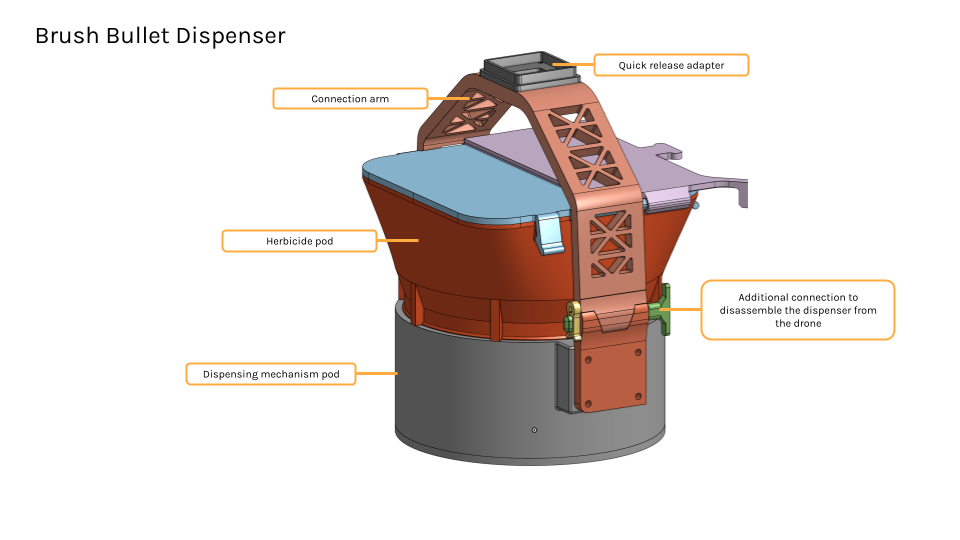 Brush Bullet Dispenser
Quick release adapter
Connection arm
Herbicide pod
Additional connection to
disassemble the dispenser from
the drone
Dispensing mechanism pod